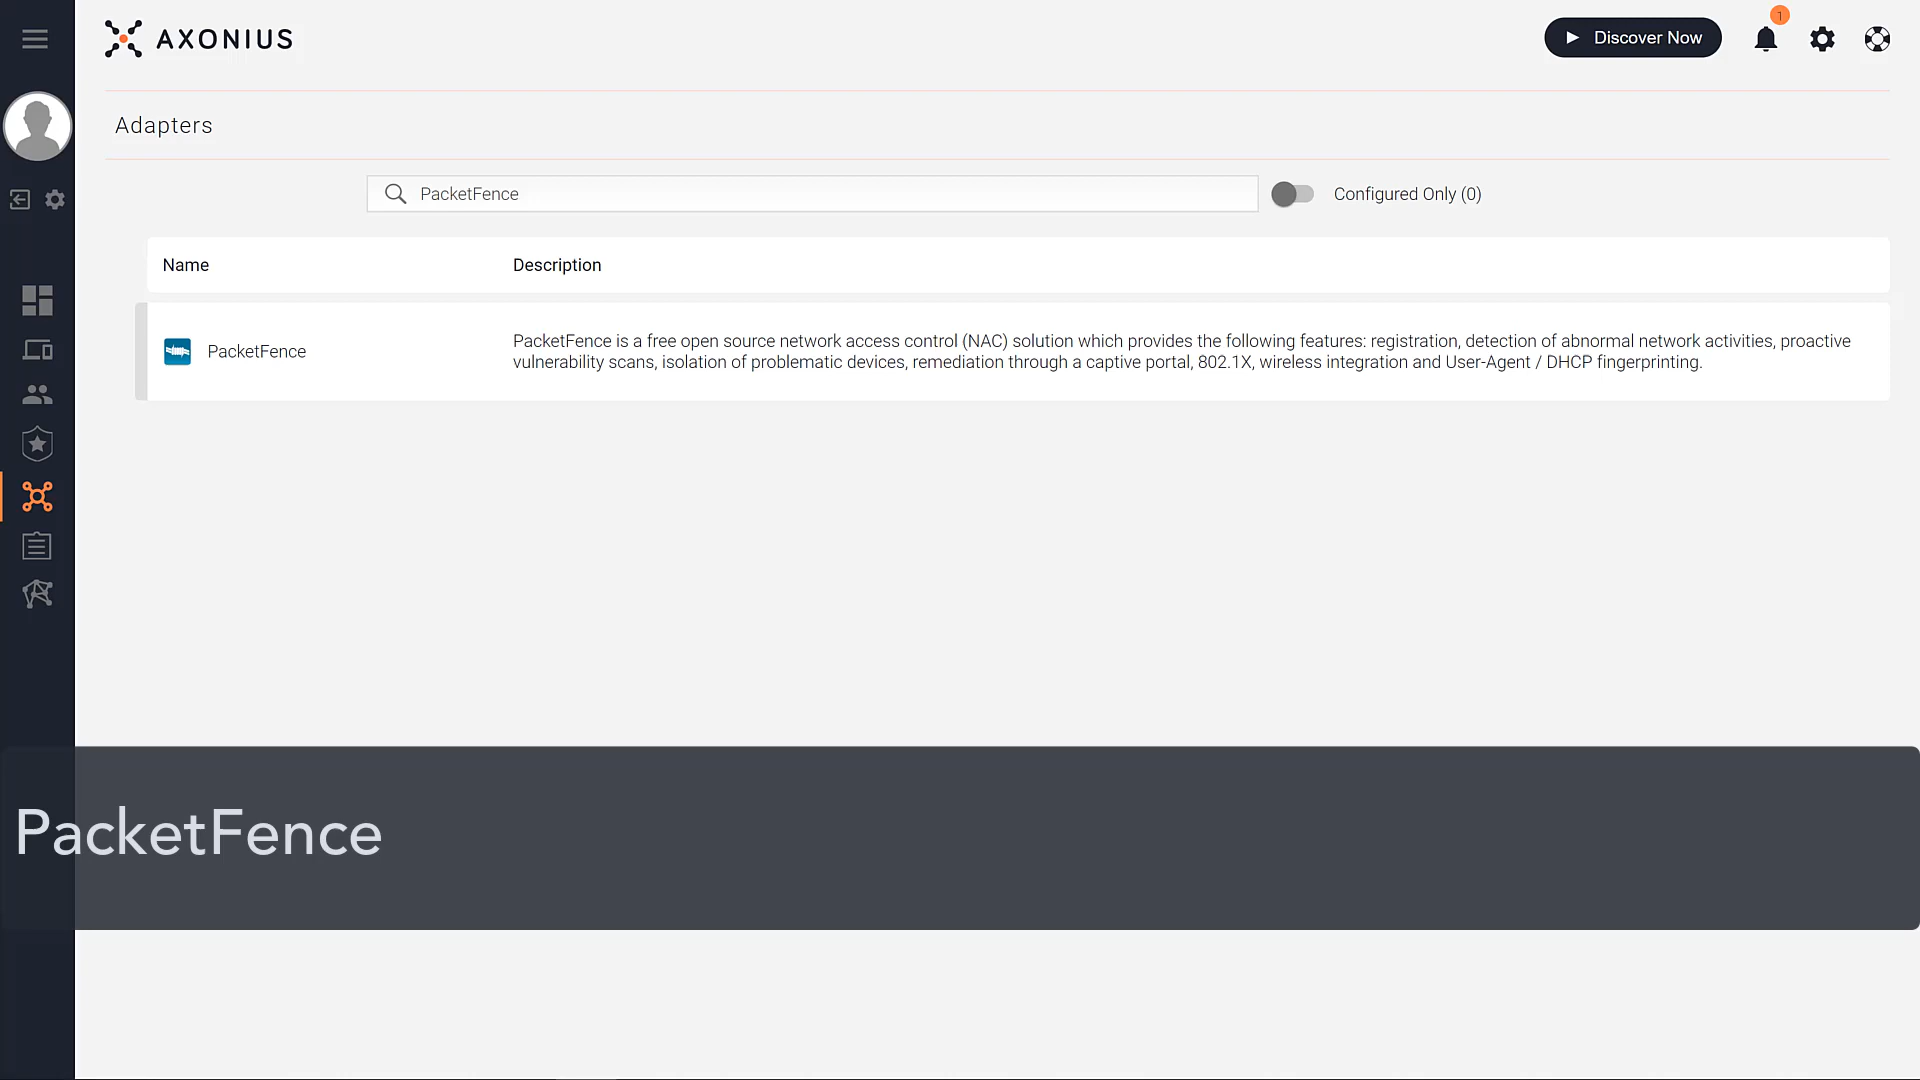 AXONIUS
Discover Now
1
Adapters
PacketFence
Configured Only (0)
Name
Description
PacketFence
PacketFence is a free open source network access control (NAC) solution which provides the following features: registration, detection of abnormal network activities, proactive
vulnerability scans, isolation of problematic devices, remediation through a captive portal, 802.1X, wireless integration and User-Agent / DHCP fingerprinting.
PacketFence